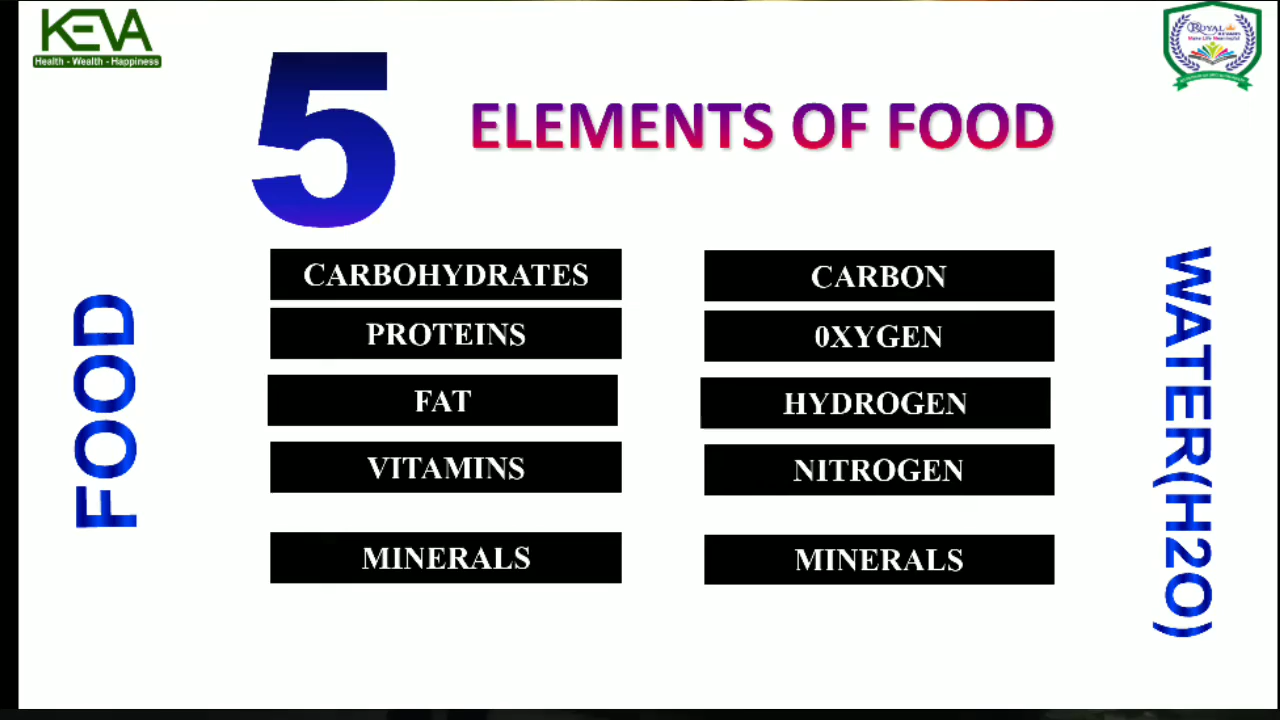 KEVA
Health - Wealth - Happiness
ROYAL
5
ELEMENTS OF FOOD
FOOD
CARBOHYDRATES
PROTEINS
FAT
VITAMINS
MINERALS
CARBON
0XYGEN
HYDROGEN
NITROGEN
MINERALS
WATER(H2O)